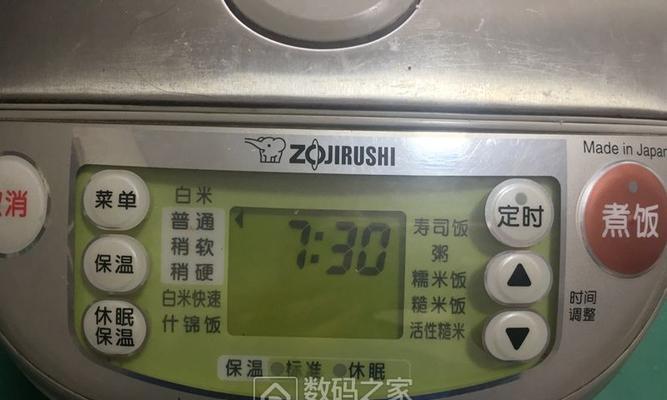 ZOJIRUSHI
Made in Japan
消
菜单
白米
定时
煮饭
普通
稍软
稍硬
7:30
寿司饭
粥
保温
糯米饭
白米快速
糙米饭
时间
调整
休眠
保温
什锦饭
活性糙米
保温 标准 休眠
数码之家